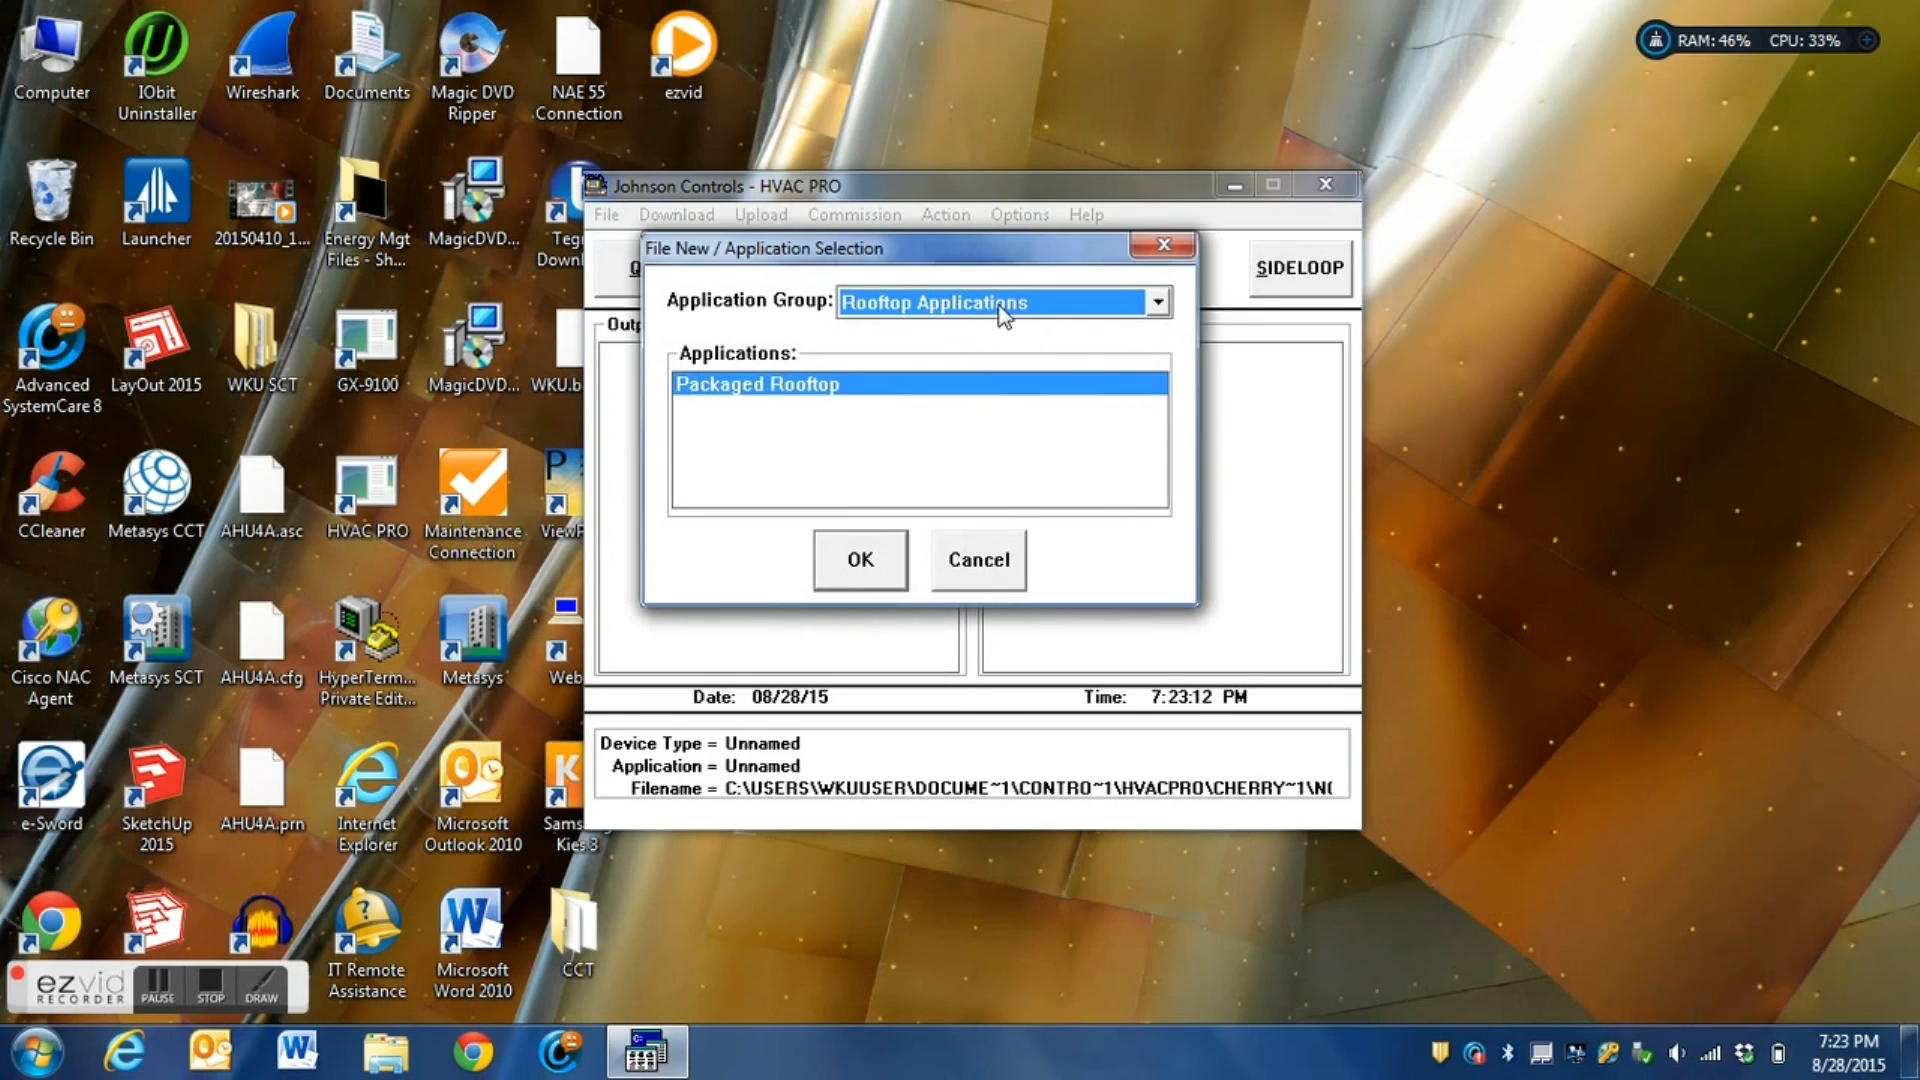 Computer
IObit
Uninstaller
Wireshark
Documents
Magic DVD
Ripper
NAE 55
Connection
ezvid
RAM: 46% CPU: 33%
Recycle Bin
Launcher
20150410_1...
Energy Mgt
Files - Sh...
MagicDVD...
Advanced
SystemCare 8
LayOut 2015
WKU SCT
GX-9100
MagicDVD...
CCleaner
Metasys CCT
AHU4A.asc
HVAC PRO
Maintenance
Connection
Cisco NAC
Agent
Metasys SCT
AHU4A.cfg
HyperTerm...
Private Edit...
Metasys
Web
e-Sword
SketchUp
2015
AHU4A.prn
Internet
Explorer
Microsoft
Outlook 2010
Sams
Kies 3
IT Remote
Assistance
Microsoft
Word 2010
CCT
Johnson Controls - HVAC PRO
File Download Upload Commission Action Options Help
SIDELOOP
File New / Application Selection
Application Group: Rooftop Applications
Applications:
Packaged Rooftop
OK Cancel
Date: 08/28/15 Time: 7:23:12 PM
Device Type = Unnamed
Application = Unnamed
Filename = C:\USERS\WKUUSER\DOCUME~1\CONTRO~1\HVACPRO\CHERRY~1\N
ezvid
RECORDER
PAUSE STOP DRAW
7:23 PM
8/28/2015